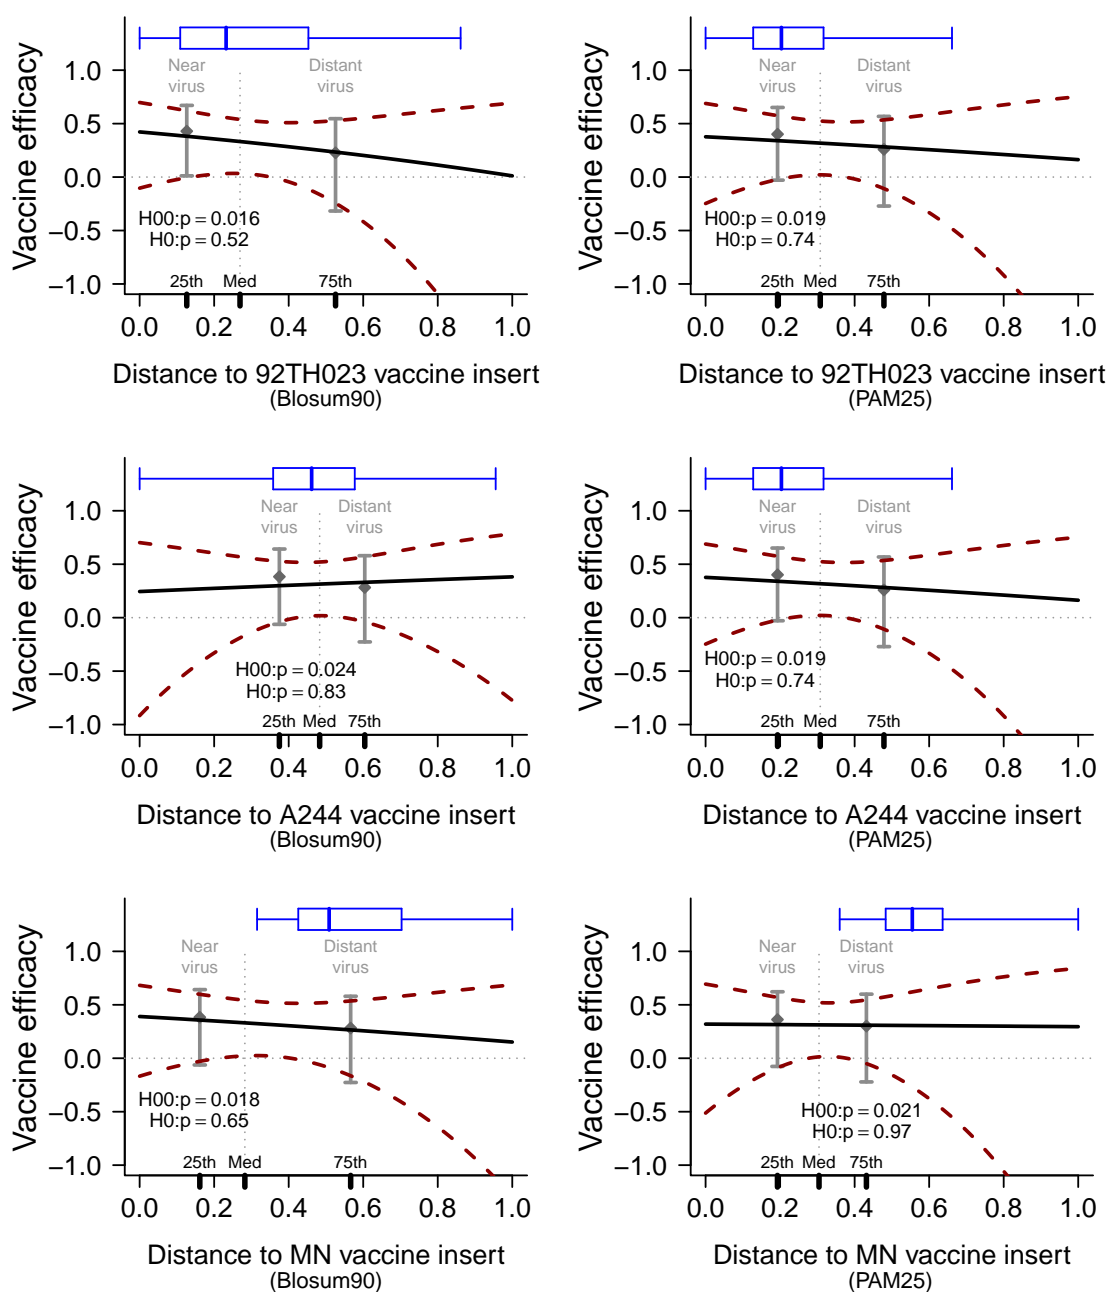 Vaccine efficacy
1.0
0.5
0.0
−0.5
−1.0
Near
virus
Distant
virus
H00:p = 0.016
H0:p = 0.52
25th Med 75th
0.0 0.2 0.4 0.6 0.8 1.0
Distance to 92TH023 vaccine insert
(Blosum90)
Vaccine efficacy
1.0
0.5
0.0
−0.5
−1.0
Near
virus
Distant
virus
H00:p = 0.019
H0:p = 0.74
25th Med 75th
0.0 0.2 0.4 0.6 0.8 1.0
Distance to 92TH023 vaccine insert
(PAM25)
Vaccine efficacy
1.0
0.5
0.0
−0.5
−1.0
Near
virus
Distant
virus
H00:p = 0.024
H0:p = 0.83
25th Med 75th
0.0 0.2 0.4 0.6 0.8 1.0
Distance to A244 vaccine insert
(Blosum90)
Vaccine efficacy
1.0
0.5
0.0
−0.5
−1.0
Near
virus
Distant
virus
H00:p = 0.019
H0:p = 0.74
25th Med 75th
0.0 0.2 0.4 0.6 0.8 1.0
Distance to A244 vaccine insert
(PAM25)
Vaccine efficacy
1.0
0.5
0.0
−0.5
−1.0
Near
virus
Distant
virus
H00:p = 0.018
H0:p = 0.65
25th Med 75th
0.0 0.2 0.4 0.6 0.8 1.0
Distance to MN vaccine insert
(Blosum90)
Vaccine efficacy
1.0
0.5
0.0
−0.5
−1.0
Near
virus
Distant
virus
H00:p = 0.021
H0:p = 0.97
25th Med 75th
0.0 0.2 0.4 0.6 0.8 1.0
Distance to MN vaccine insert
(PAM25)